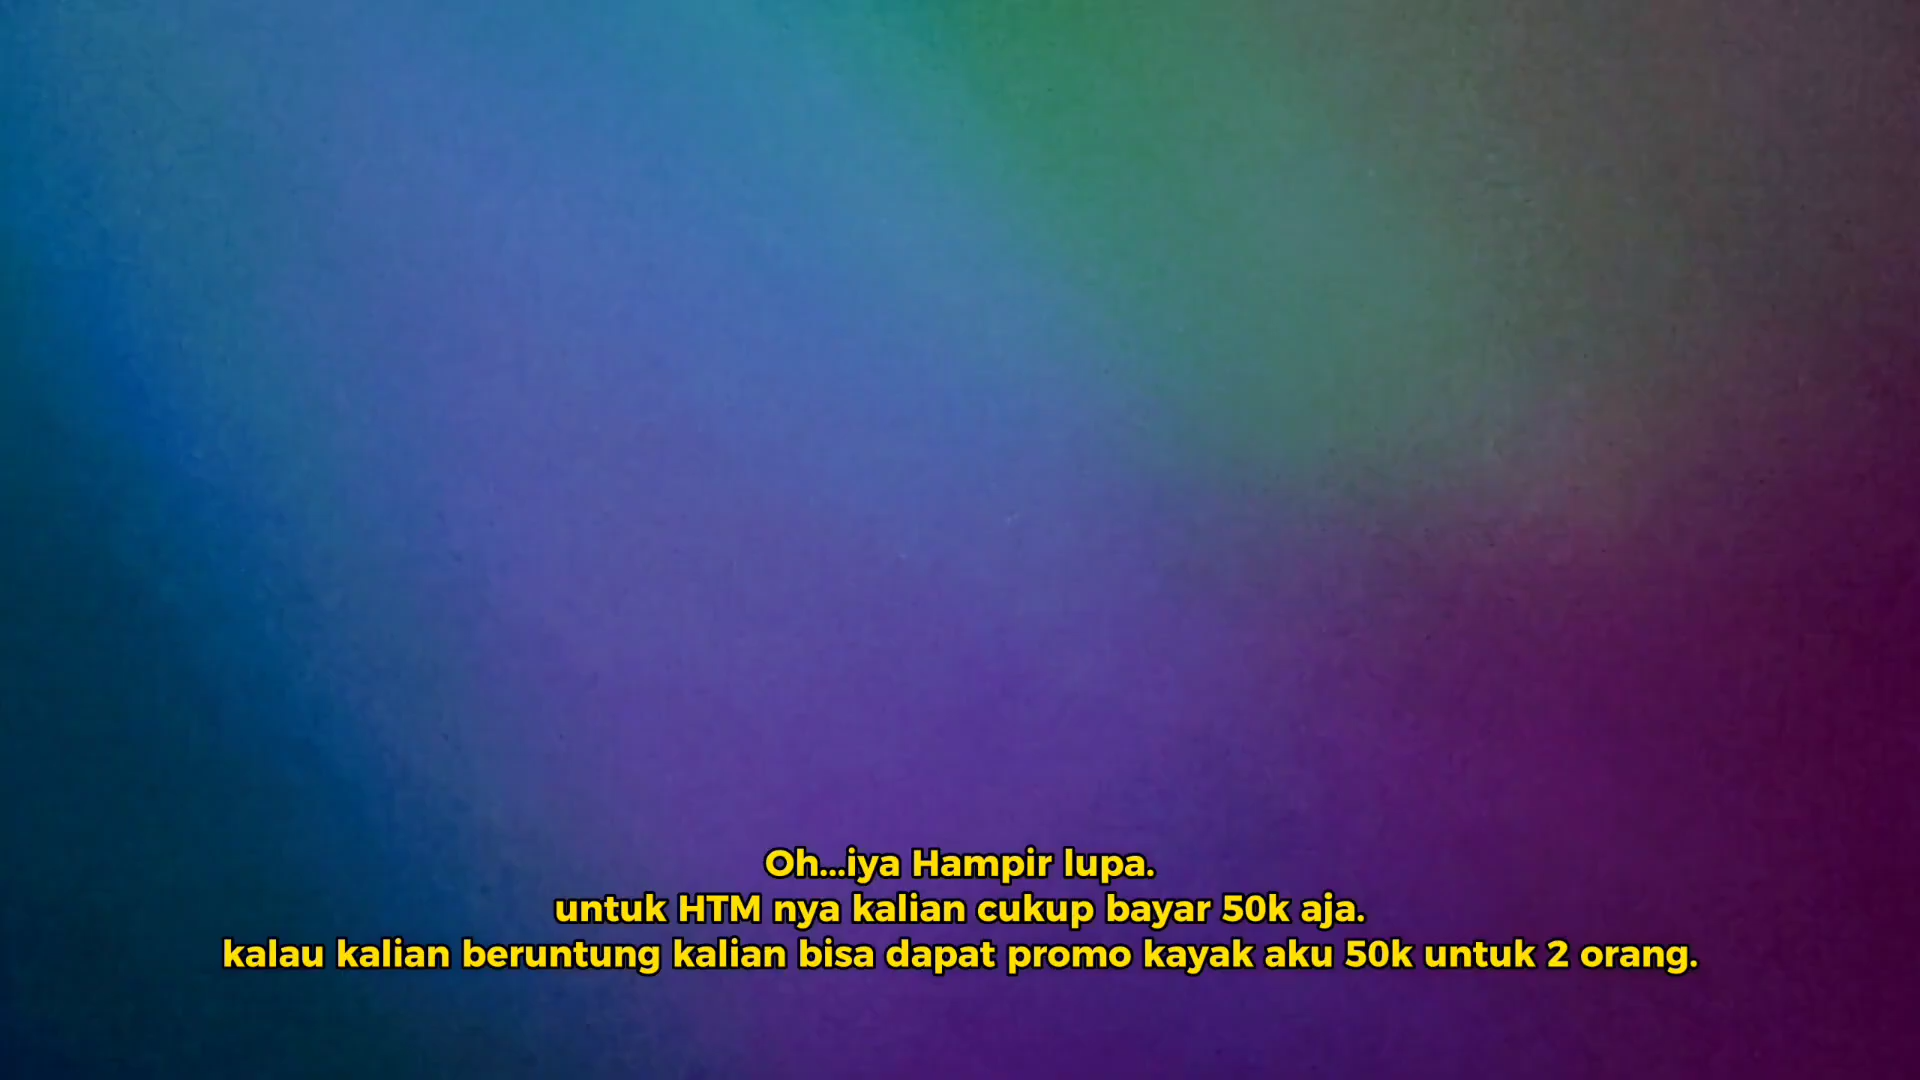 Oh...iya Hampir lupa.
untuk HTM nya kalian cukup bayar 50k aja.
kalau kalian beruntung kalian bisa dapat promo kayak aku 50k untuk 2 orang.